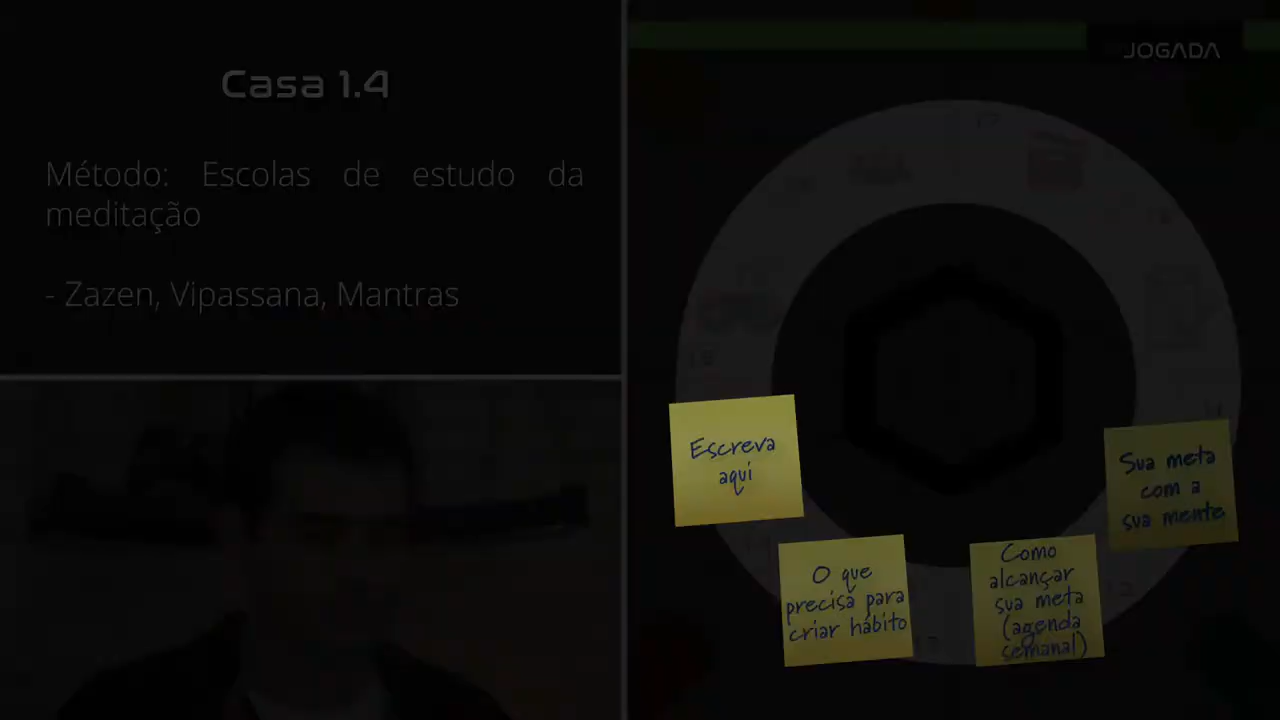 Casa 1.4
Método: Escolas de estudo da
meditação
- Zazen, Vipassana, Mantras
JOGADA
Escreva
aqui
O que
precisa para
criar hábito
Como
alcançar
sua meta
(agenda
semanal)
Sua meta
com a
sua mente